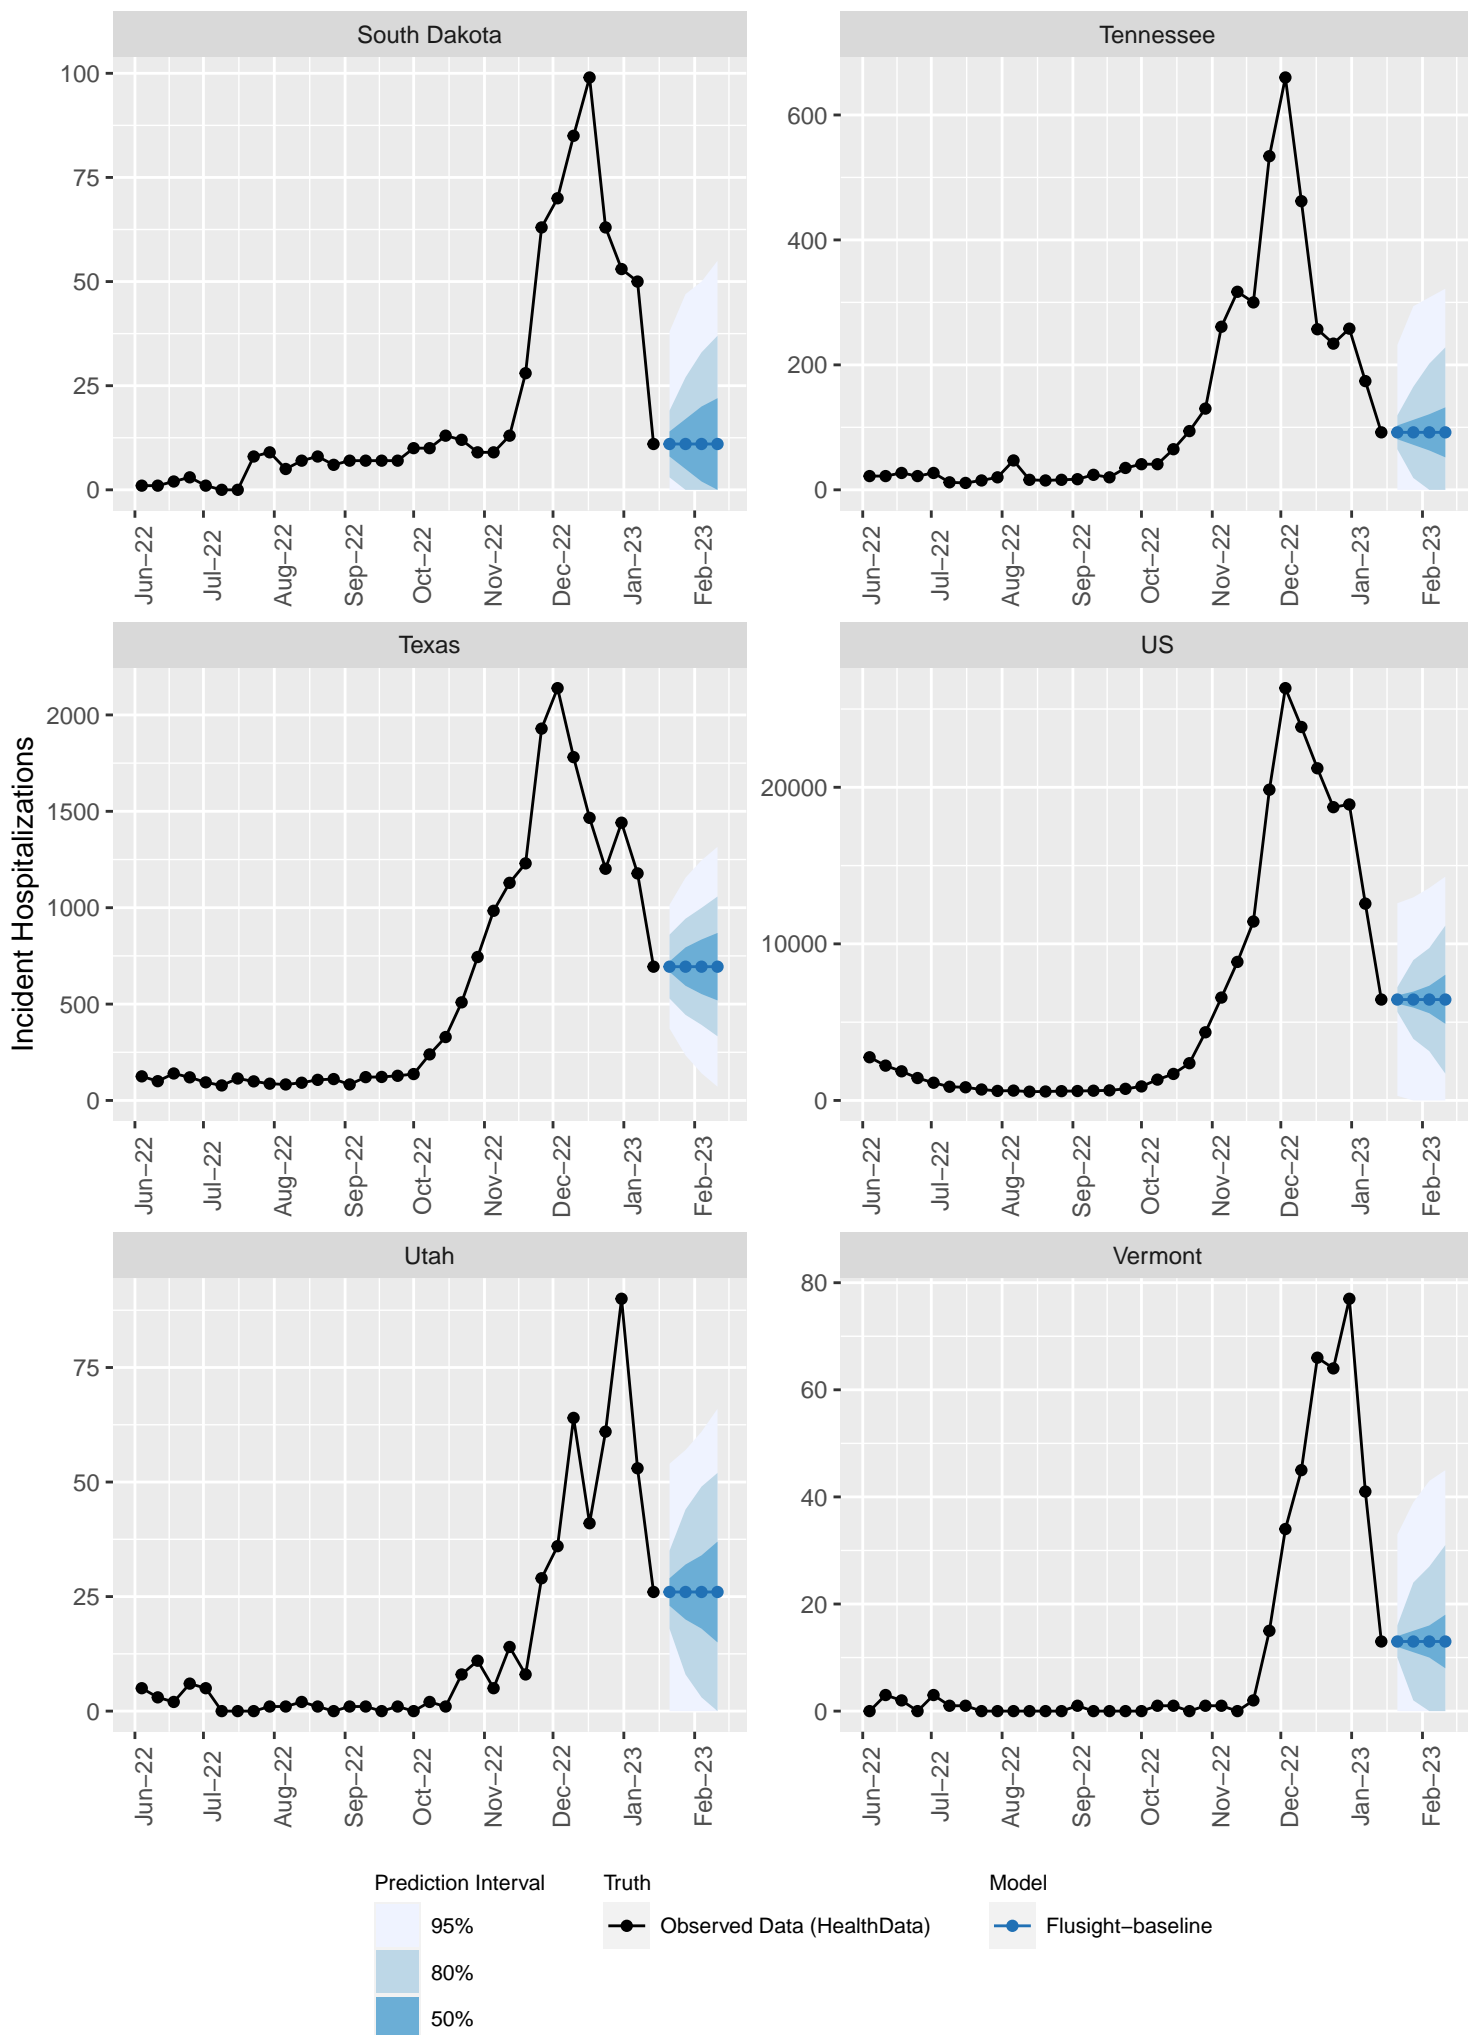 South Dakota
Tennessee
100
75
50
25
0
600
400
200
0
Jun−22
Jul−22
Aug−22
Sep−22
Oct−22
Nov−22
Dec−22
Jan−23
Feb−23
Jun−22
Jul−22
Aug−22
Sep−22
Oct−22
Nov−22
Dec−22
Jan−23
Feb−23
Incident Hospitalizations
Texas
US
2000
1500
1000
500
0
20000
10000
0
Jun−22
Jul−22
Aug−22
Sep−22
Oct−22
Nov−22
Dec−22
Jan−23
Feb−23
Jun−22
Jul−22
Aug−22
Sep−22
Oct−22
Nov−22
Dec−22
Jan−23
Feb−23
Utah
Vermont
75
50
25
0
80
60
40
20
0
Jun−22
Jul−22
Aug−22
Sep−22
Oct−22
Nov−22
Dec−22
Jan−23
Feb−23
Jun−22
Jul−22
Aug−22
Sep−22
Oct−22
Nov−22
Dec−22
Jan−23
Feb−23
Prediction Interval
95%
80%
50%
Truth
Observed Data (HealthData)
Model
Flusight−baseline